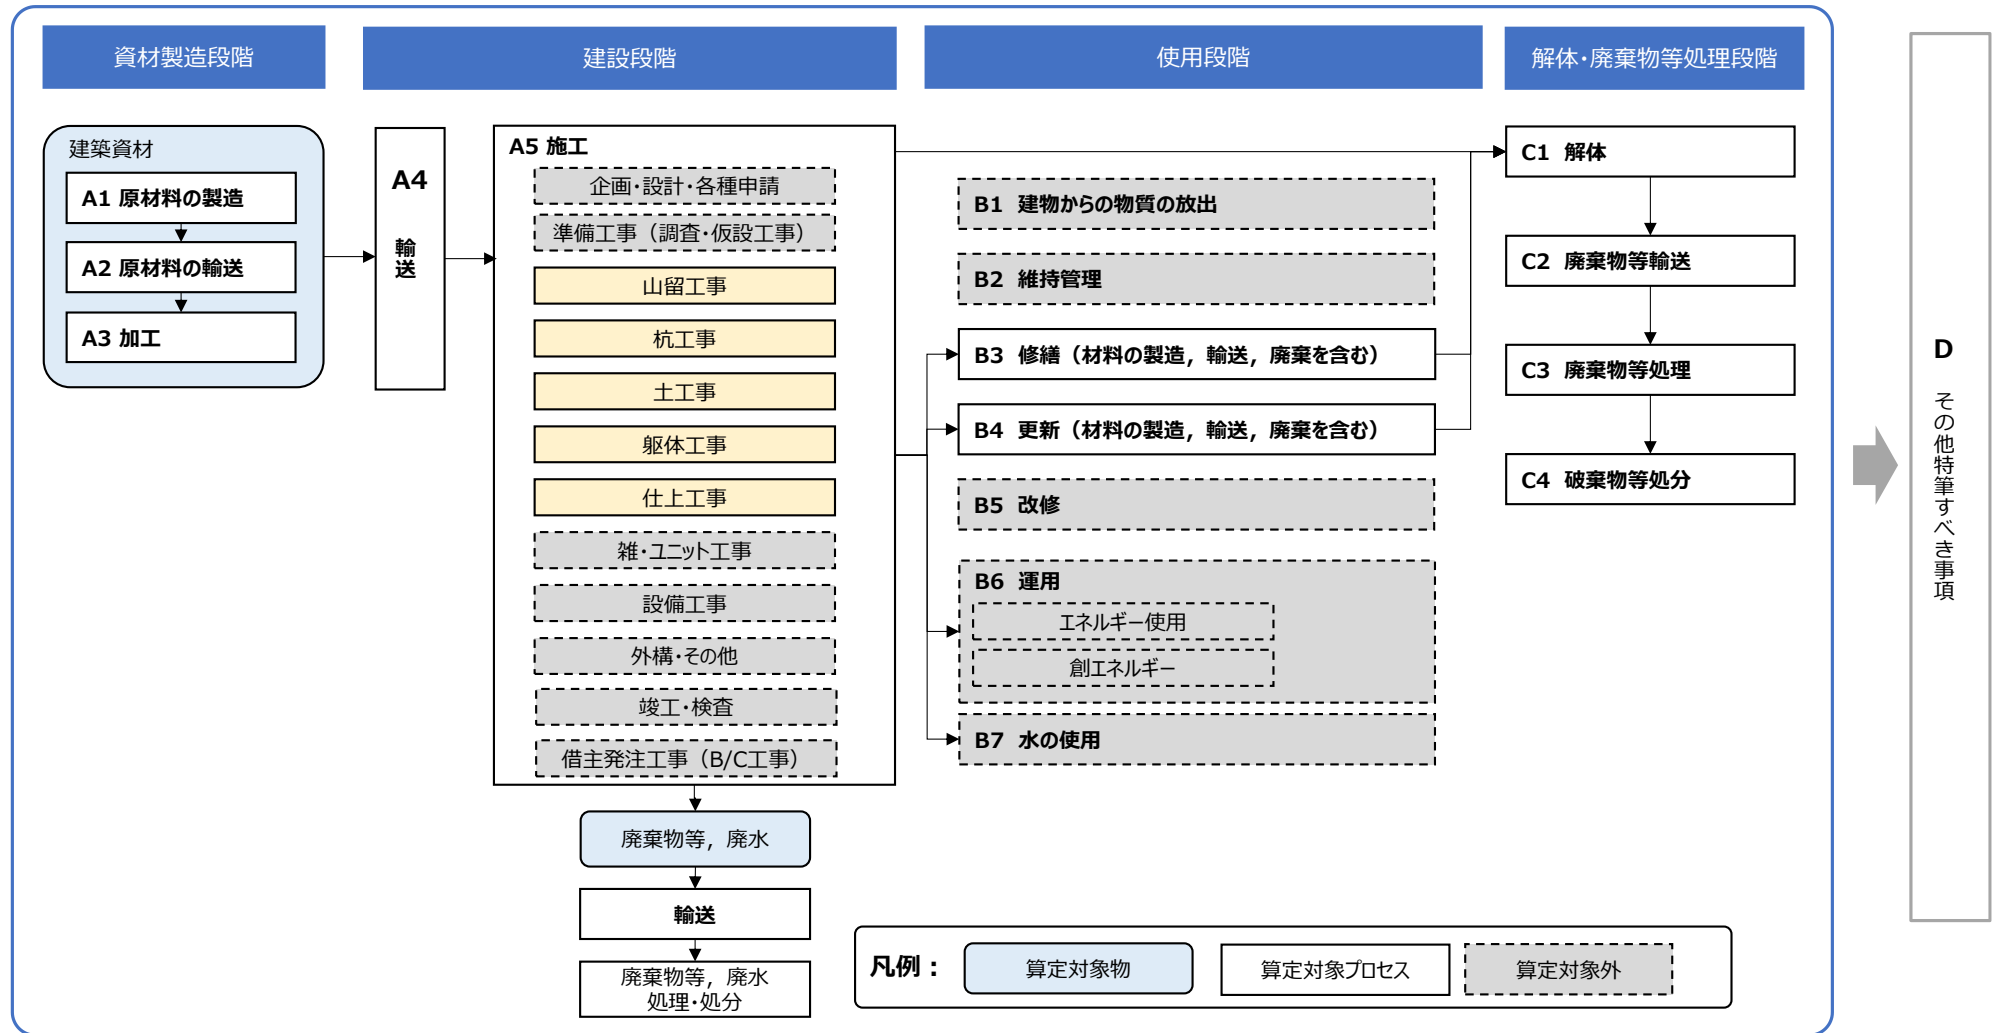 資材製造段階
建設段階
使用段階
解体・廃棄物等処理段階
建築資材
A1 原材料の製造
A2 原材料の輸送
A3 加工
A4
輸送
A5 施工
企画・設計・各種申請
準備工事（調査・仮設工事）
山留工事
杭工事
土工事
躯体工事
仕上工事
雑・ユニット工事
設備工事
外構・その他
竣工・検査
借主発注工事（B/C工事）
廃棄物等，廃水
輸送
廃棄物等，廃水
処理・処分
B1 建物からの物質の放出
B2 維持管理
B3 修繕（材料の製造，輸送，廃棄を含む）
B4 更新（材料の製造，輸送，廃棄を含む）
B5 改修
B6 運用
エネルギー使用
創エネルギー
B7 水の使用
C1 解体
C2 廃棄物等輸送
C3 廃棄物等処理
C4 破棄物等処分
D
その他特筆すべき事項
凡例：
算定対象物
算定対象プロセス
算定対象外